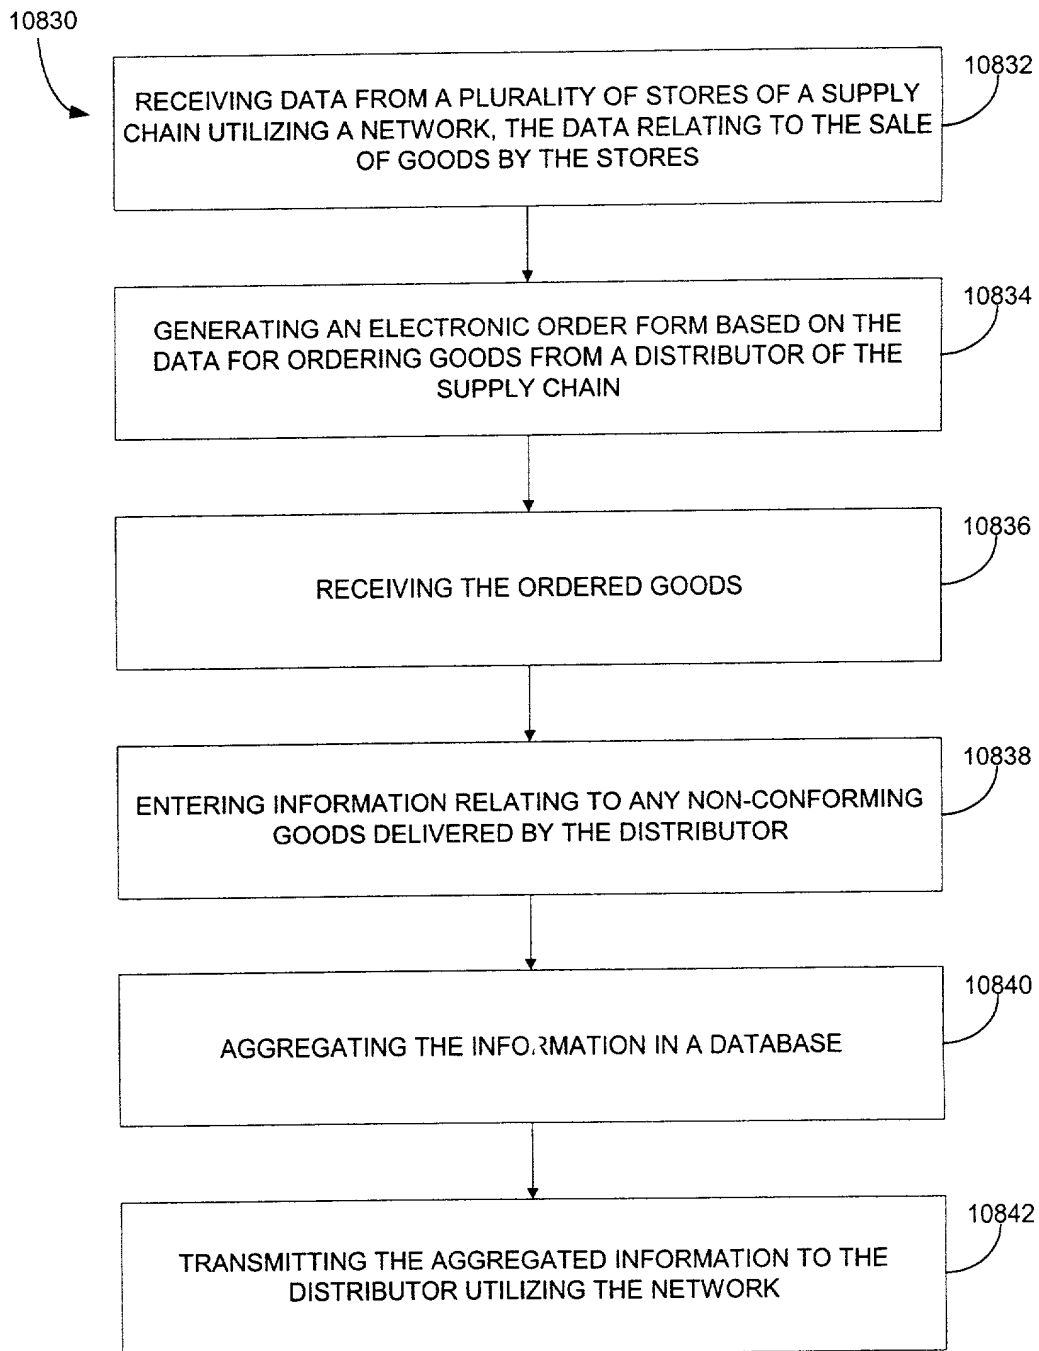 10830
10832
RECEIVING DATA FROM A PLURALITY OF STORES OF A SUPPLY
CHAIN UTILIZING A NETWORK, THE DATA RELATING TO THE SALE
OF GOODS BY THE STORES
10834
GENERATING AN ELECTRONIC ORDER FORM BASED ON THE
DATA FOR ORDERING GOODS FROM A DISTRIBUTOR OF THE
SUPPLY CHAIN
10836
RECEIVING THE ORDERED GOODS
10838
ENTERING INFORMATION RELATING TO ANY NON-CONFORMING
GOODS DELIVERED BY THE DISTRIBUTOR
10840
AGGREGATING THE INFORMATION IN A DATABASE
10842
TRANSMITTING THE AGGREGATED INFORMATION TO THE
DISTRIBUTOR UTILIZING THE NETWORK